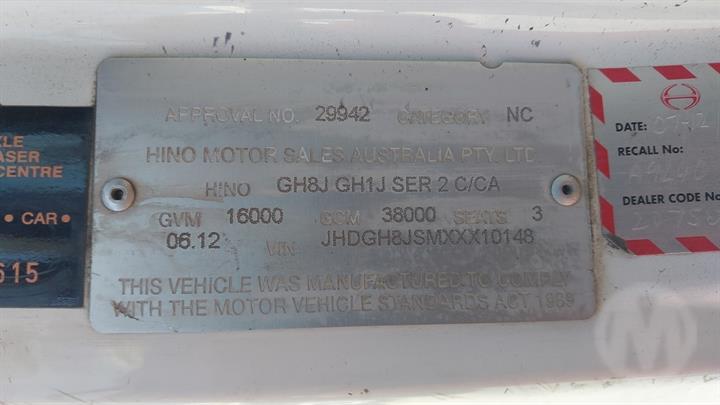 APPROVAL NO. 29942 CATEGORY NC
HINO MOTOR SALES AUSTRALIA PTY. LTD
HINO GH8J GH1J SER 2 C/CA
GVM 16000 GCM 38000 SEATS 3
06.12 VIN JHDGH8JSMXXX10148
THIS VEHICLE WAS MANUFACTURED TO COMPLY
WITH THE MOTOR VEHICLE STANDARDS ACT 1989
KLE
ASER
CENTRE
• CAR •
615
DATE:
RECALL No:
DEALER CODE No
M